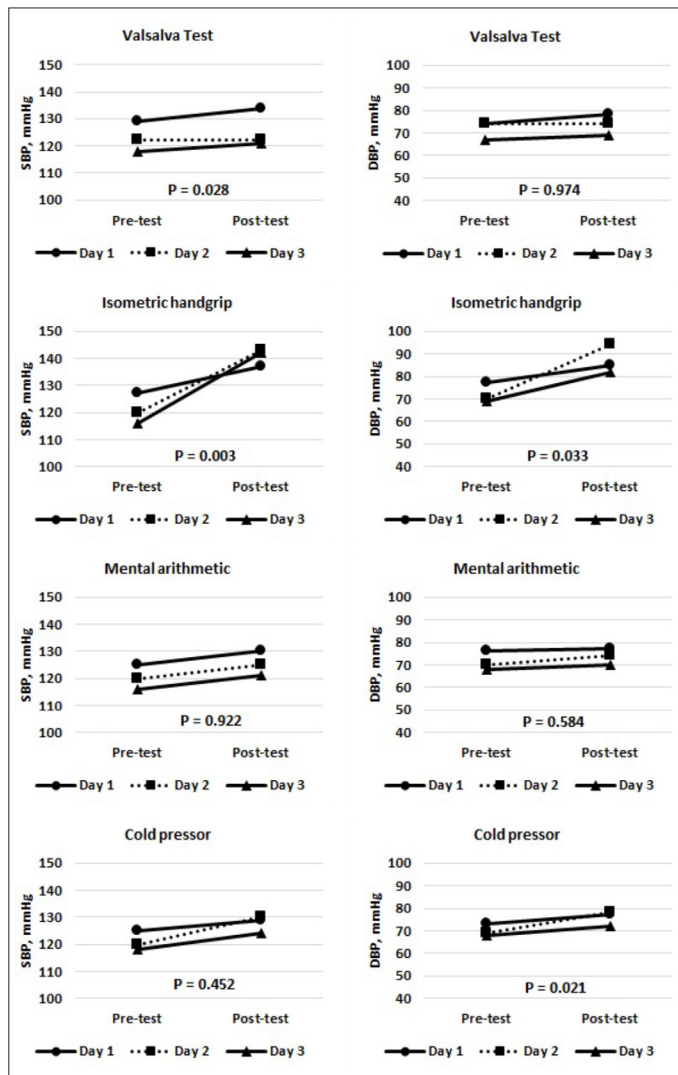 Valsalva Test
150
140
130
120
110
100
SBP, mmHg
P = 0.028
Pre-test Post-test
Day 1 Day 2 Day 3
Valsalva Test
100
90
80
70
60
50
40
DBP, mmHg
P = 0.974
Pre-test Post-test
Day 1 Day 2 Day 3
Isometric handgrip
150
140
130
120
110
100
SBP, mmHg
P = 0.003
Pre-test Post-test
Day 1 Day 2 Day 3
Isometric handgrip
100
90
80
70
60
50
40
DBP, mmHg
P = 0.033
Pre-test Post-test
Day 1 Day 2 Day 3
Mental arithmetic
150
140
130
120
110
100
SBP, mmHg
P = 0.922
Pre-test Post-test
Day 1 Day 2 Day 3
Mental arithmetic
100
90
80
70
60
50
40
DBP, mmHg
P = 0.584
Pre-test Post-test
Day 1 Day 2 Day 3
Cold pressor
150
140
130
120
110
100
SBP, mmHg
P = 0.452
Pre-test Post-test
Day 1 Day 2 Day 3
Cold pressor
100
90
80
70
60
50
40
DBP, mmHg
P = 0.021
Pre-test Post-test
Day 1 Day 2 Day 3